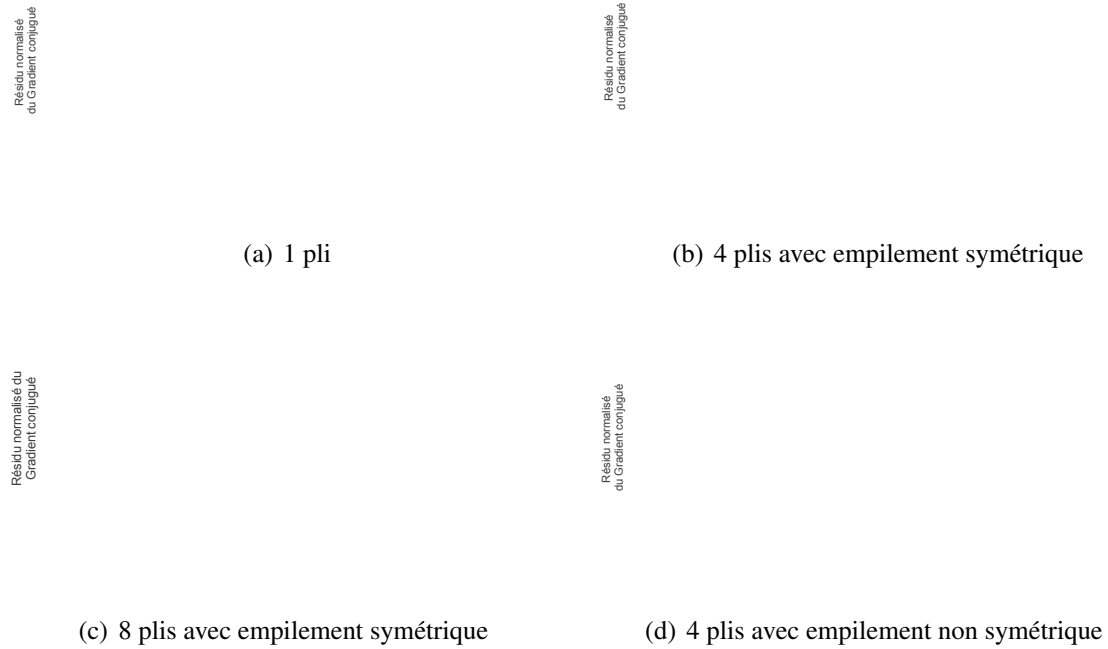 Résidu normalisé
du Gradient conjugué
Résidu normalisé
du Gradient conjugué
(a) 1 pli
(b) 4 plis avec empilement symétrique
Résidu normalisé du
Gradient conjugué
Résidu normalisé
du Gradient conjugué
(c) 8 plis avec empilement symétrique
(d) 4 plis avec empilement non symétrique